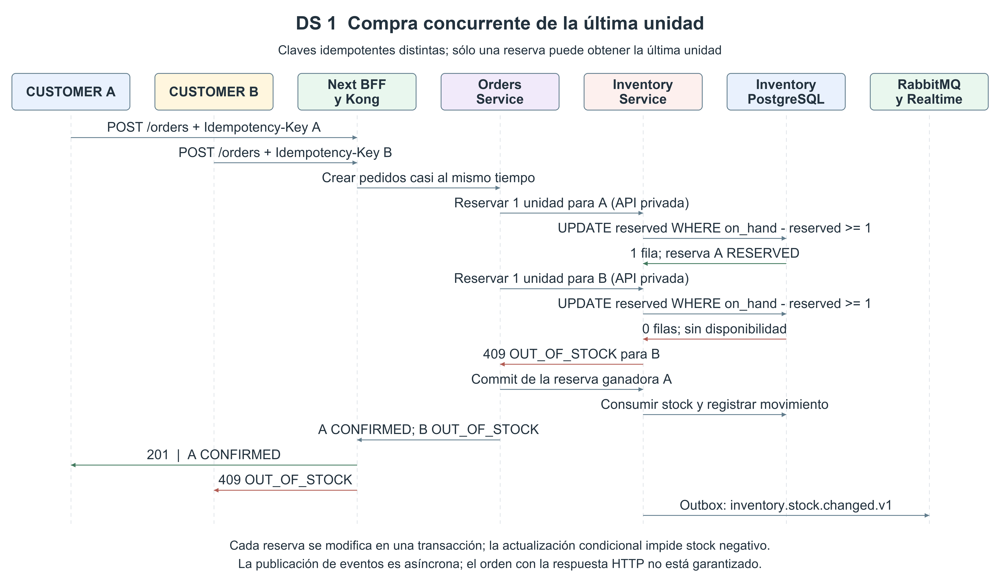 DS 1  Compra concurrente de la última unidad
Claves idempotentes distintas; sólo una reserva puede obtener la última unidad
CUSTOMER A
CUSTOMER B
Next BFF
y Kong
Orders
Service
Inventory
Service
Inventory
PostgreSQL
RabbitMQ
y Realtime
POST /orders + Idempotency-Key A
POST /orders + Idempotency-Key B
Crear pedidos casi al mismo tiempo
Reservar 1 unidad para A (API privada)
UPDATE reserved WHERE on_hand - reserved >= 1
1 fila; reserva A RESERVED
Reservar 1 unidad para B (API privada)
UPDATE reserved WHERE on_hand - reserved >= 1
0 filas; sin disponibilidad
409 OUT_OF_STOCK para B
Commit de la reserva ganadora A
Consumir stock y registrar movimiento
A CONFIRMED; B OUT_OF_STOCK
201 | A CONFIRMED
409 OUT_OF_STOCK
Outbox: inventory.stock.changed.v1
Cada reserva se modifica en una transacción; la actualización condicional impide stock negativo.
La publicación de eventos es asíncrona; el orden con la respuesta HTTP no está garantizado.